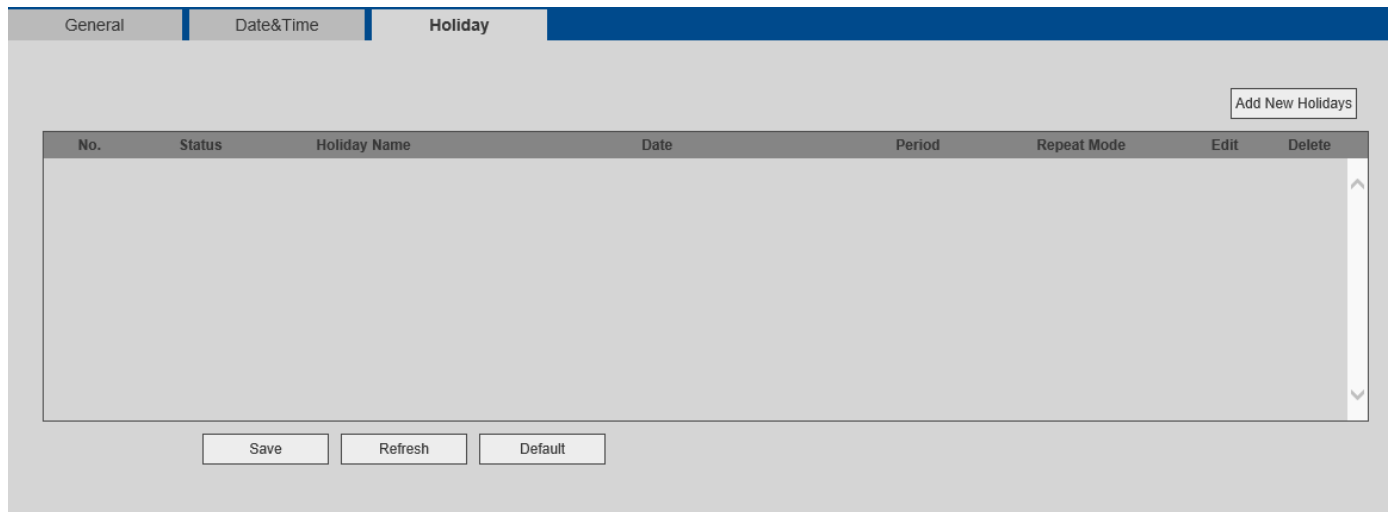 General Date&Time Holiday
Add New Holidays
No. Status Holiday Name Date Period Repeat Mode Edit Delete
Save Refresh Default